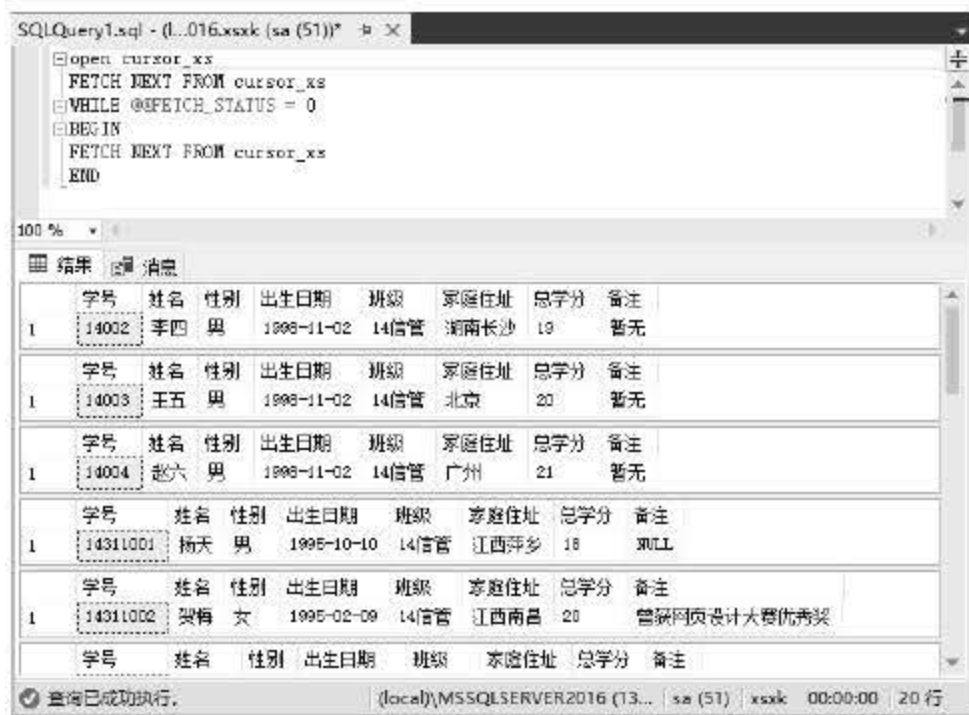 SQLQuery1.sql - (l...016.xsxk (sa (51))* ×
open cursor_xs
FETCH NEXT FROM cursor_xs
WHILE @@FETCH_STATUS = 0
BEGIN
FETCH NEXT FROM cursor_xs
END
100 %
结果 消息
学号 姓名 性别 出生日期 班级 家庭住址 总学分 备注
1 14002 李四 男 1998-11-02 14信管 湖南长沙 19 暂无
学号 姓名 性别 出生日期 班级 家庭住址 总学分 备注
1 14003 王五 男 1998-11-02 14信管 北京 20 暂无
学号 姓名 性别 出生日期 班级 家庭住址 总学分 备注
1 14004 赵六 男 1998-11-02 14信管 广州 21 暂无
学号 姓名 性别 出生日期 班级 家庭住址 总学分 备注
1 14311001 杨天 男 1995-10-10 14信管 江西萍乡 18 NULL
学号 姓名 性别 出生日期 班级 家庭住址 总学分 备注
1 14311002 贺梅 女 1995-02-09 14信管 江西南昌 20 曾获网页设计大赛优秀奖
学号 姓名 性别 出生日期 班级 家庭住址 总学分 备注
查询已成功执行。 (local)\MSSQLSERVER2016 (13... sa (51) xsxk 00:00:00 20 行